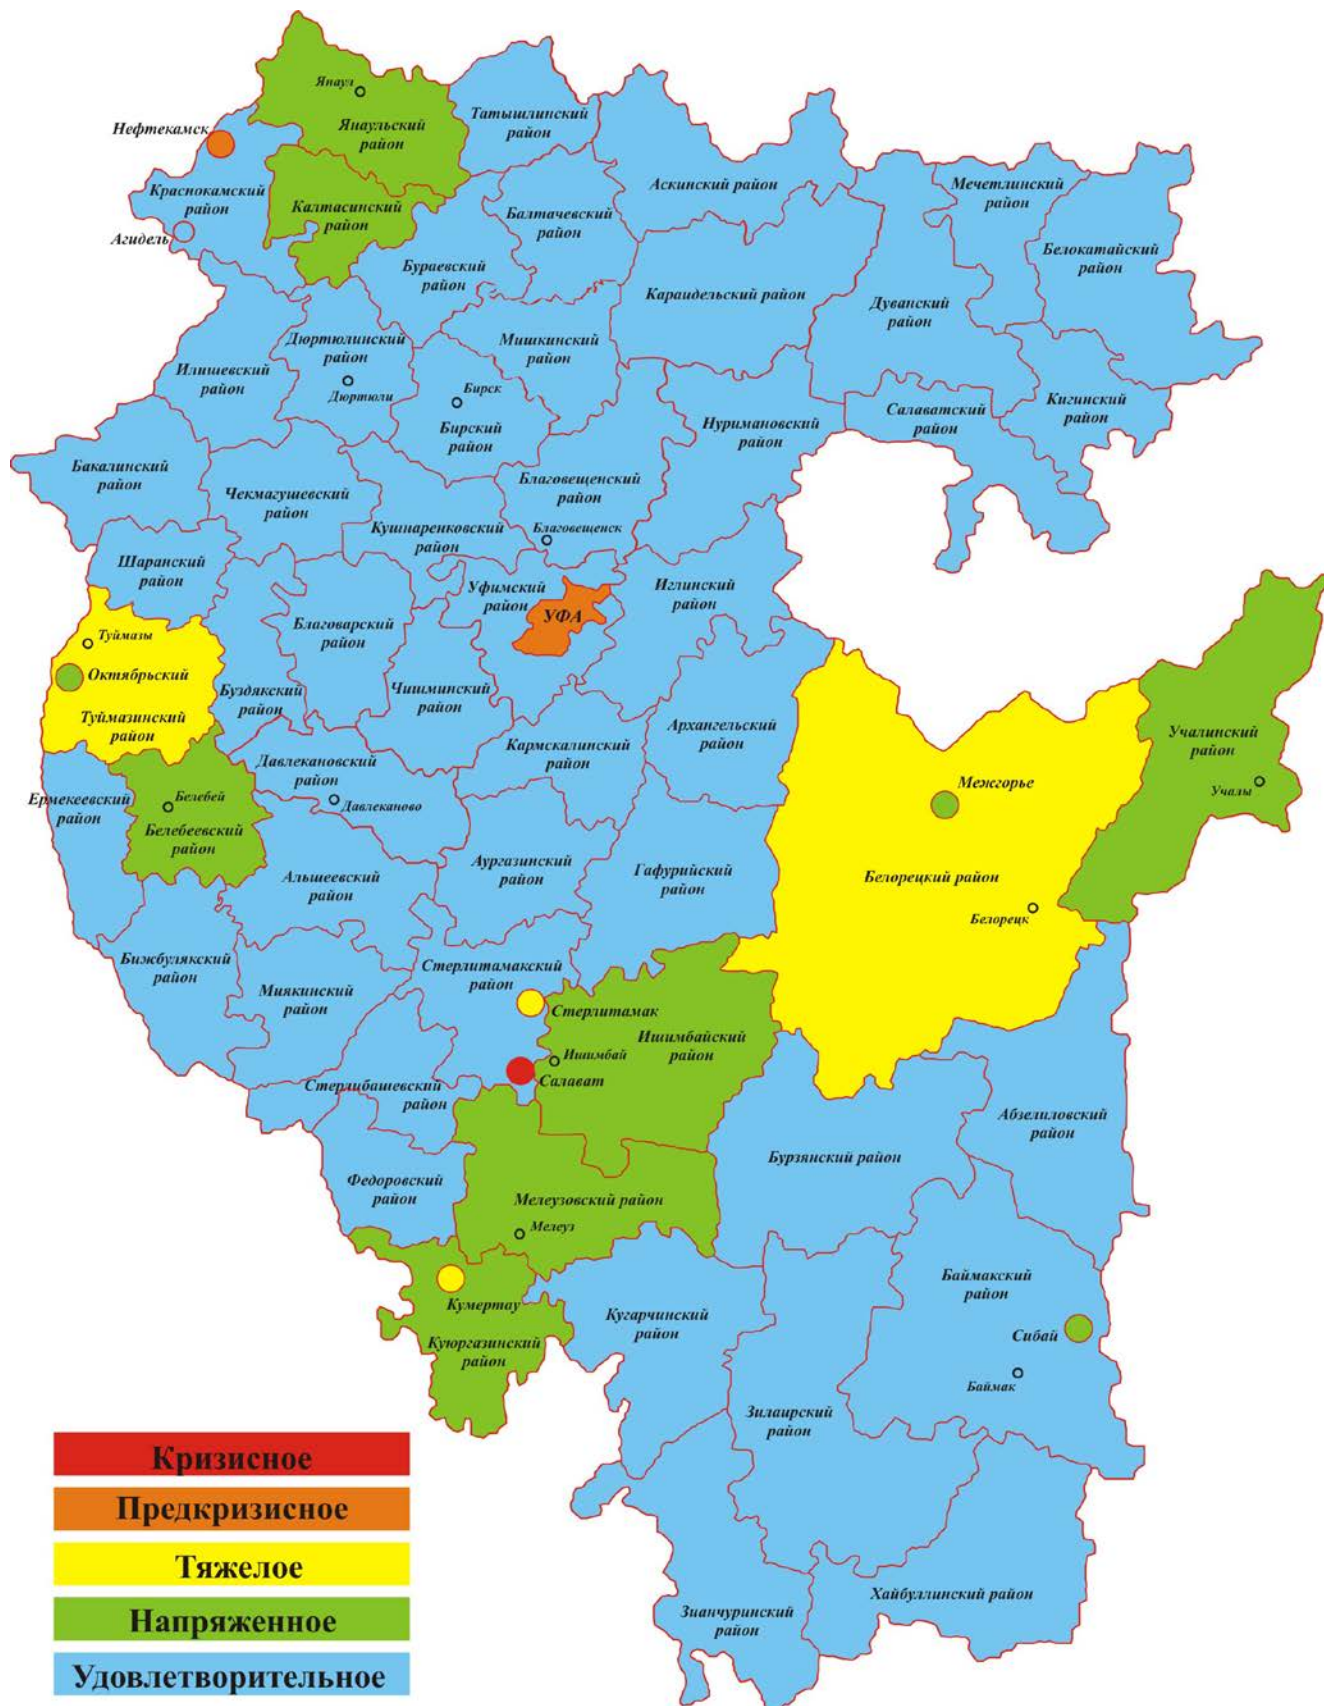 Янаул
Янаульский
район
Татышлинский
район
Нефтекамск
Аскинский район
Мечетлинский
район
Краснокамский
район
Калтасинский
район
Балтачевский
район
Белокатайский
район
Агидель
Бураевский
район
Караидельский район
Дуванский
район
Дюртюлинский
район
Мишкинский
район
Илишевский
район
Дюртюли
Бирск
Бирский
район
Нуримановский
район
Салаватский
район
Кигинский
район
Бакалинский
район
Чекмагушевский
район
Благовещенский
район
Кушнаренковский
район
Благовещенск
Шаранский
район
Уфимский
район
УФА
Иглинский
район
Туймазы
Октябрьский
Туймазинский
район
Благоварский
район
Буздякский
район
Чишминский
район
Кармскалинский
район
Архангельский
район
Учалинский
район
Учалы
Давлекановский
район
Давлеканово
Межгорье
Ермекеевский
район
Белебей
Белебеевский
район
Альшеевский
район
Аургазинский
район
Гафурийский
район
Белорецкий район
Белорецк
Бижбулякский
район
Миякинский
район
Стерлитамакский
район
Стерлитамак
Ишимбайский
район
Ишимбай
Салават
Стерлибашевский
район
Абзелиловский
район
Федоровский
район
Бурзянский район
Мелеузовский район
Мелеуз
Баймакский
район
Кумертау
Куюргазинский
район
Кугарчинский
район
Сибай
Баймак
Зилаирский
район
Хайбуллинский район
Зианчуринский
район
Кризисное
Предкризисное
Тяжелое
Напряженное
Удовлетворительное